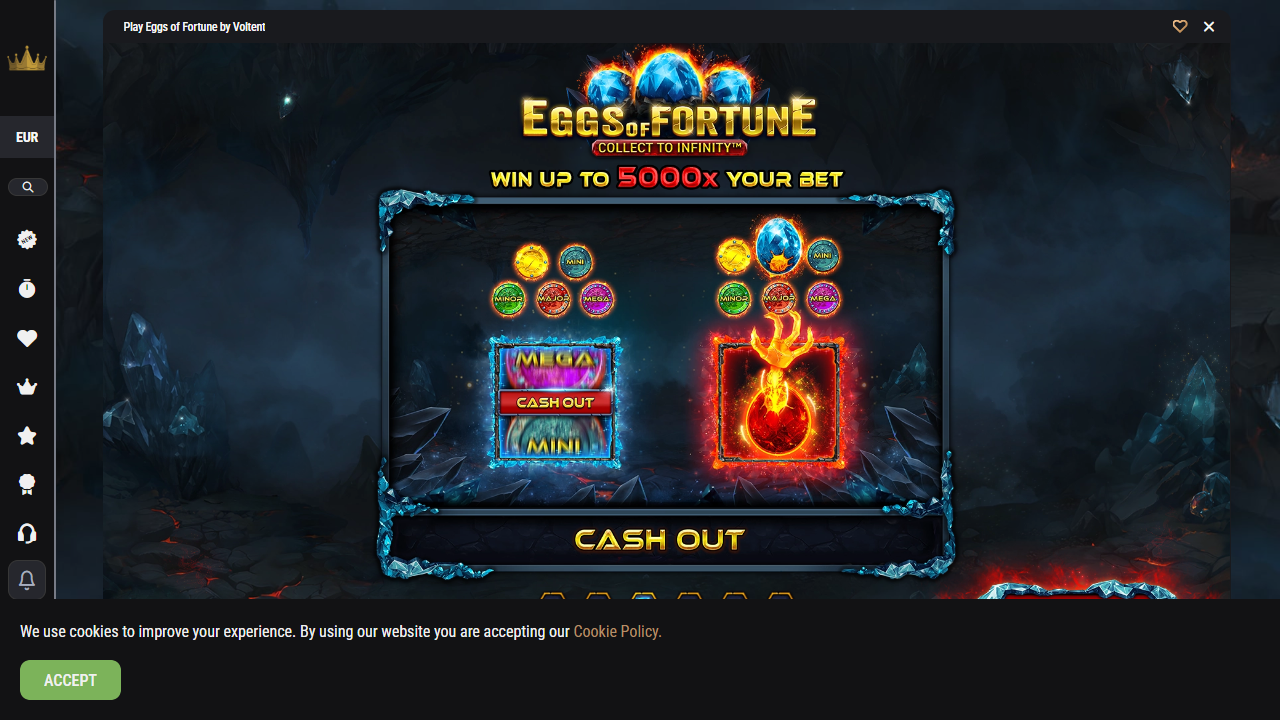 Play Eggs of Fortune by Voltent
EUR
NEW
EGGS OF FORTUNE
COLLECT TO INFINITY™
WIN UP TO 5000x YOUR BET
MINI
MINI
MINOR MAJOR MEGA
MINOR MAJOR MEGA
MEGA
CASH OUT
MINI
CASH OUT
We use cookies to improve your experience. By using our website you are accepting our Cookie Policy.
ACCEPT